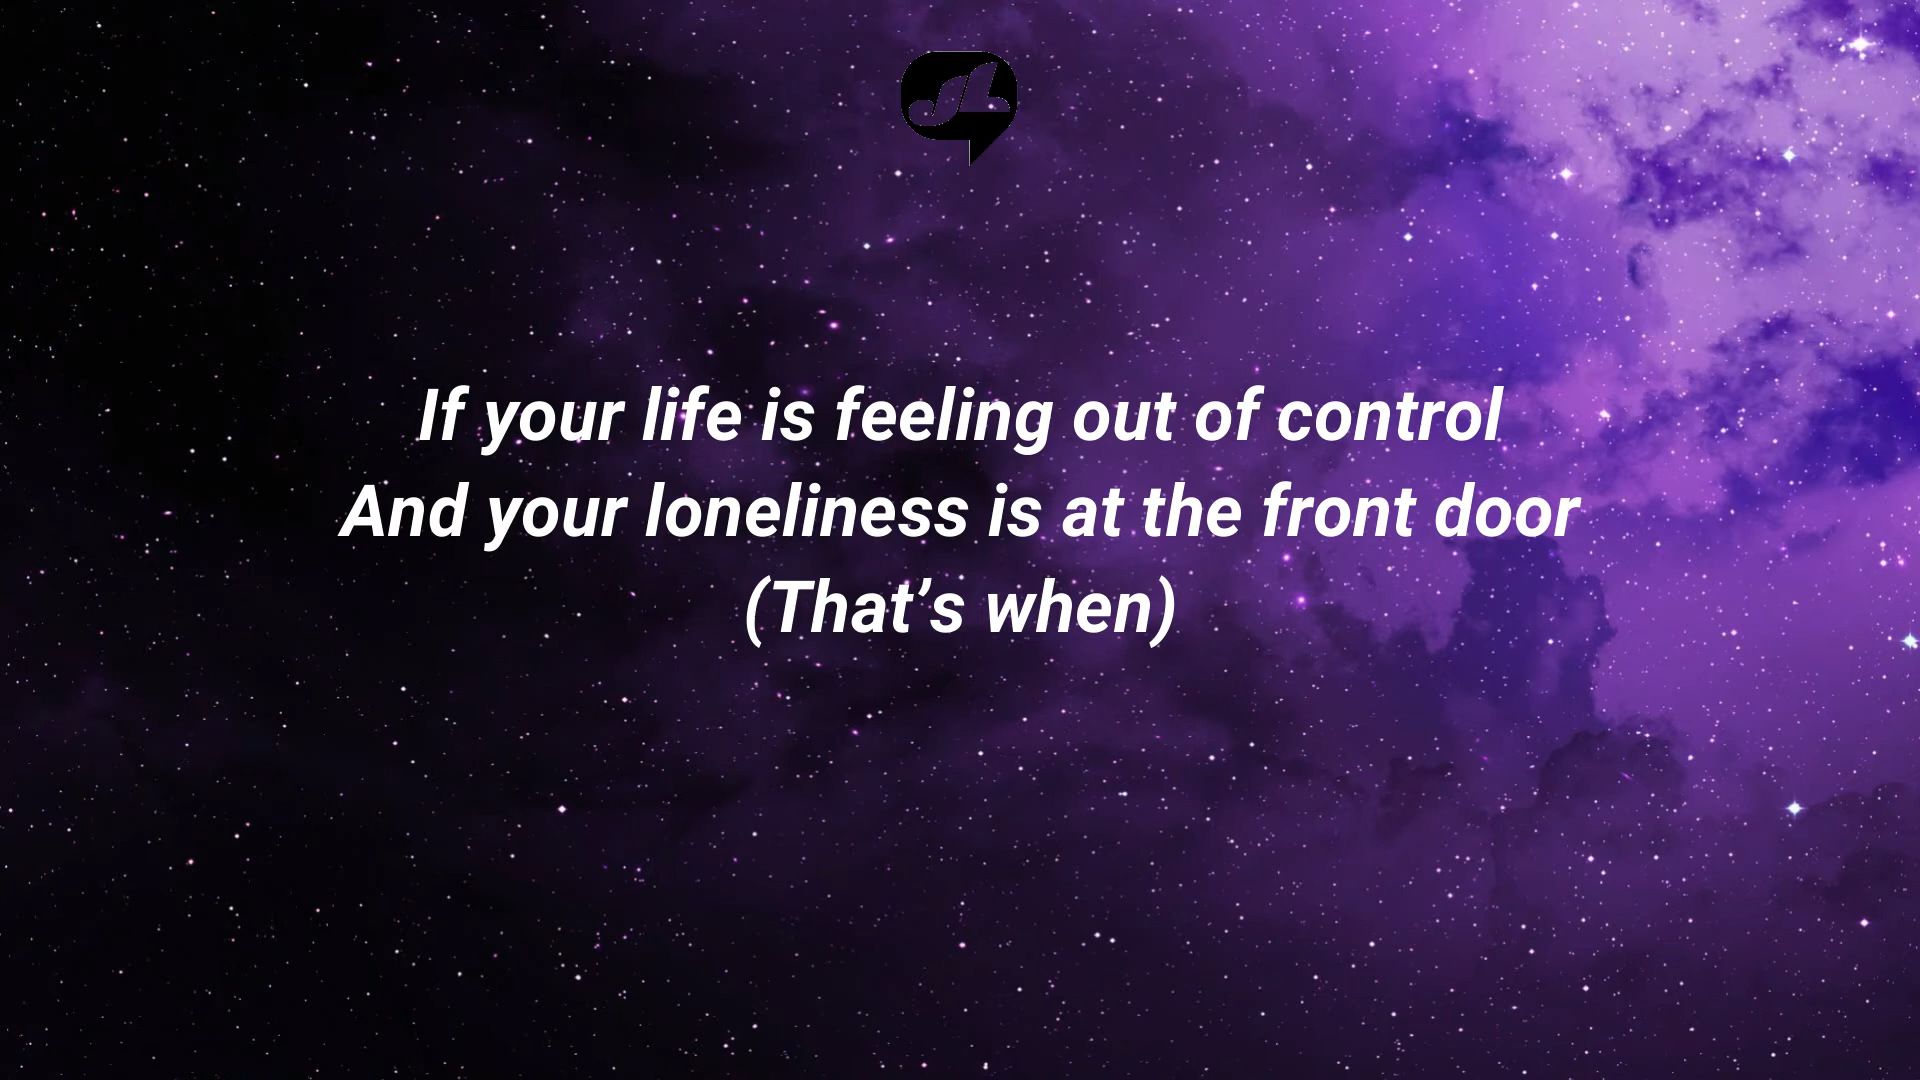 If your life is feeling out of control
And your loneliness is at the front door
(That’s when)